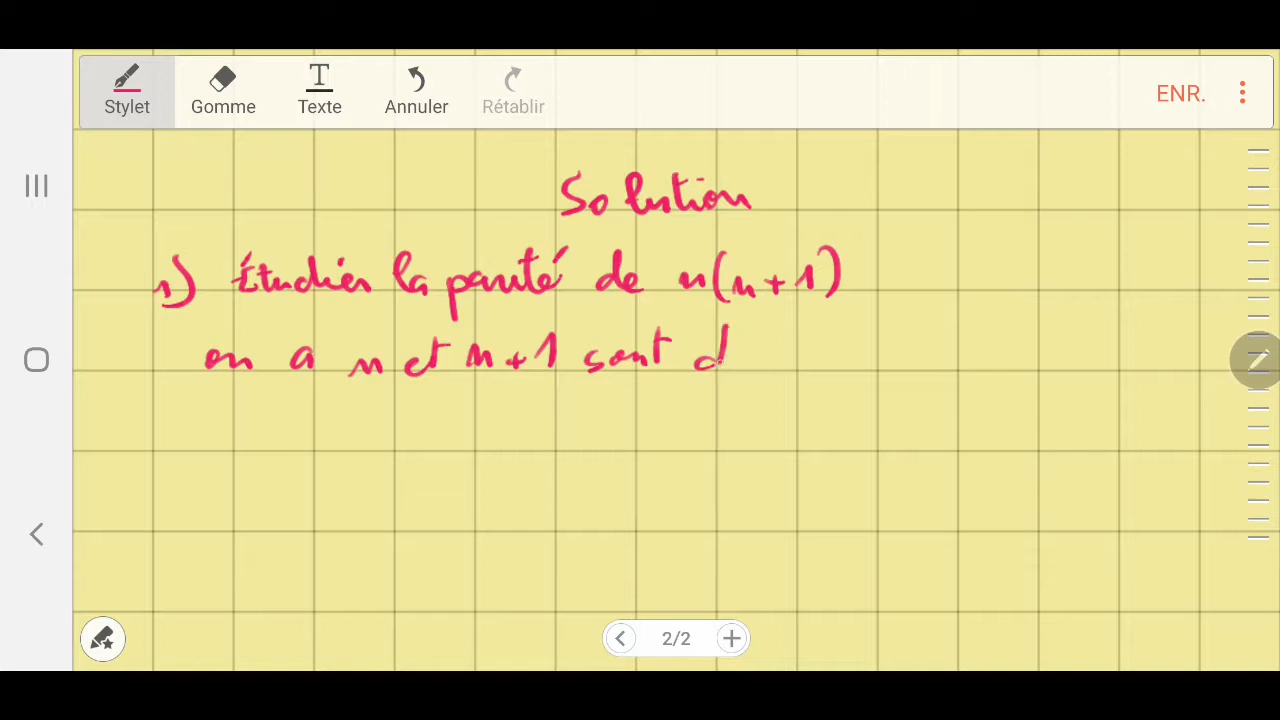 Stylet Gomme Texte Annuler Rétablir ENR.
Solution
1) Étudier la parité de n(n+1)
on a n et n+1 sont d
2/2